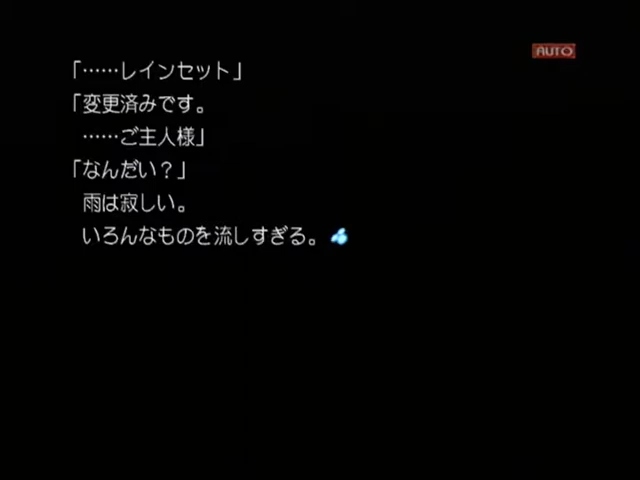 AUTO
「……レインセット」
「変更済みです。
……ご主人様」
「なんだい？」
雨は寂しい。
いろんなものを流しすぎる。